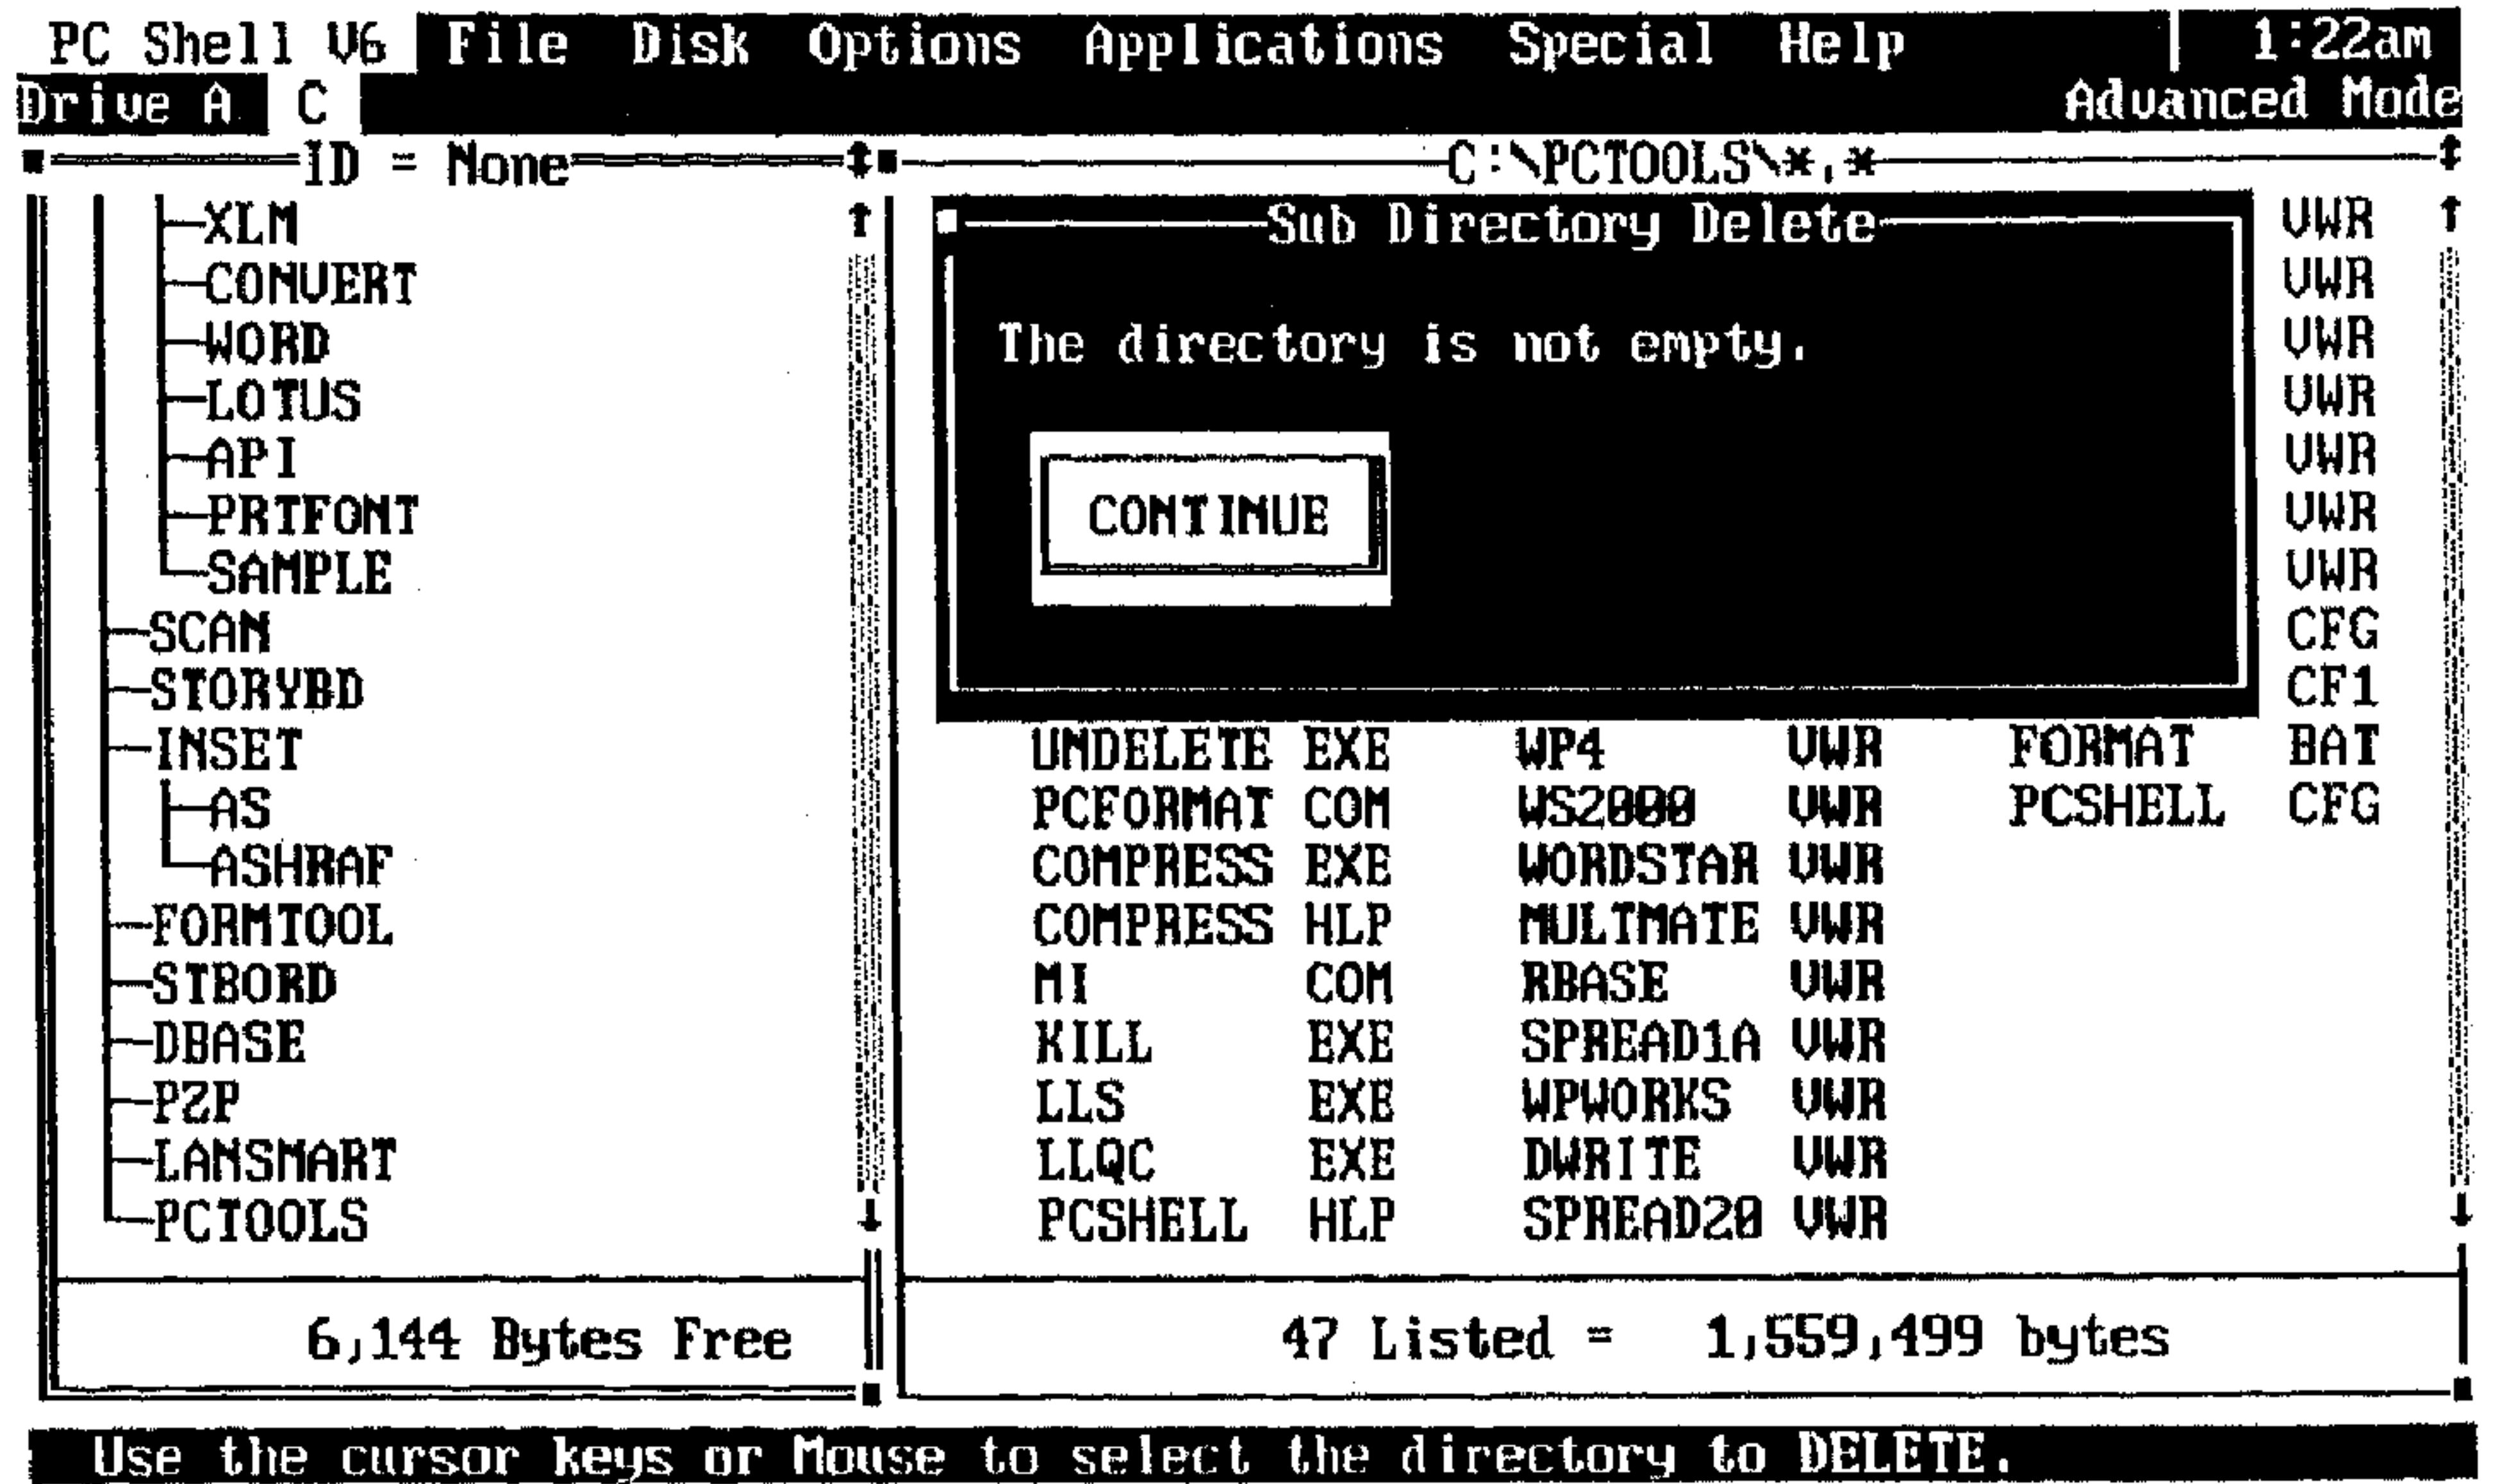 PC Shell V6 File Disk Options Applications Special Help 1:22am
Drive A C Advanced Mode
ID = None
XLM
CONVERT
WORD
LOTUS
API
PRTFONT
SAMPLE
SCAN
STORYBD
INSET
AS
ASHRAF
FORMTOOL
STBORD
DBASE
P2P
LANSMART
PCTOOLS
6,144 Bytes Free
C:\PCTOOLS\*.*
Sub Directory Delete
The directory is not empty.
CONTINUE
VWR
VWR
VWR
VWR
VWR
VWR
VWR
CFG
CF1
UNDELETE EXE WP4 VWR FORMAT BAT
PCFORMAT COM WS2000 VWR PCSHELL CFG
COMPRESS EXE WORDSTAR VWR
COMPRESS HLP MULTMATE VWR
MI COM RBASE VWR
KILL EXE SPREAD1A VWR
LLS EXE WPWORKS VWR
LLQC EXE DWRITE VWR
PCSHELL HLP SPREAD20 VWR
47 Listed = 1,559,499 bytes
Use the cursor keys or Mouse to select the directory to DELETE.